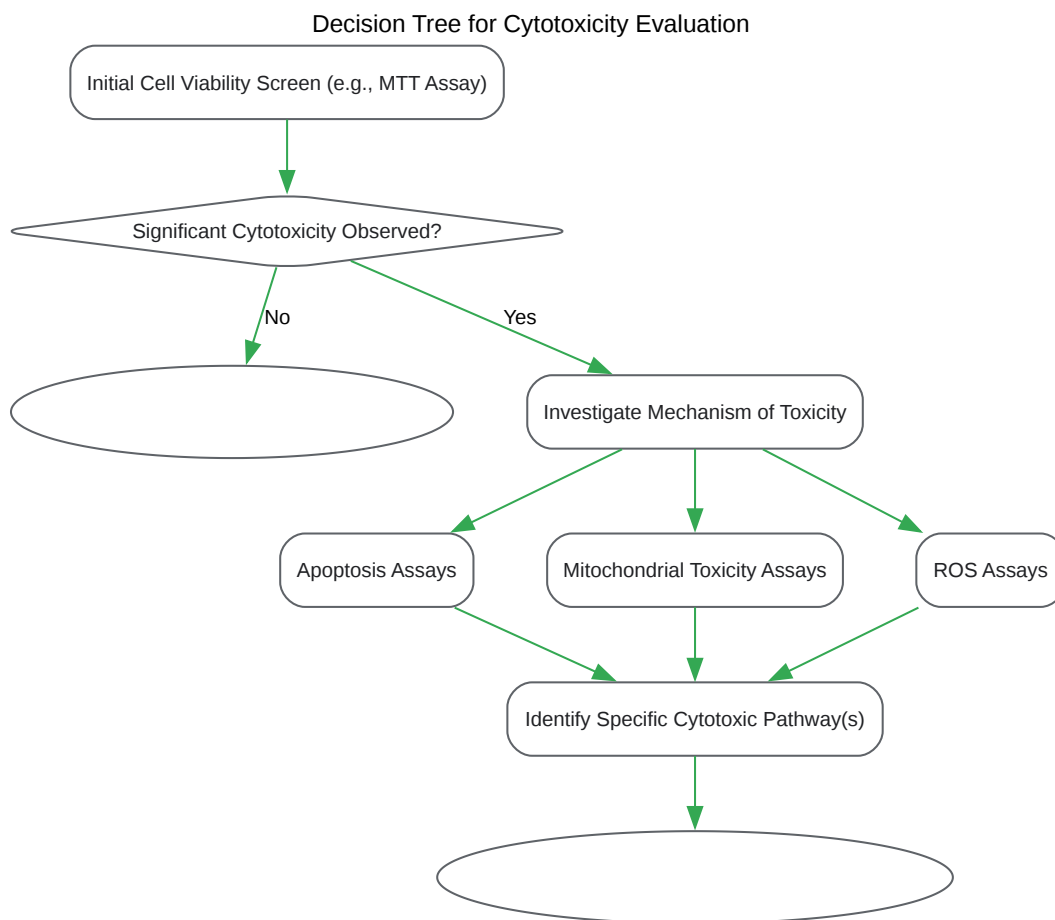 Decision Tree for Cytotoxicity Evaluation
Initial Cell Viability Screen (e.g., MTT Assay)
Significant Cytotoxicity Observed?
No
Yes
Investigate Mechanism of Toxicity
Apoptosis Assays
Mitochondrial Toxicity Assays
ROS Assays
Identify Specific Cytotoxic Pathway(s)